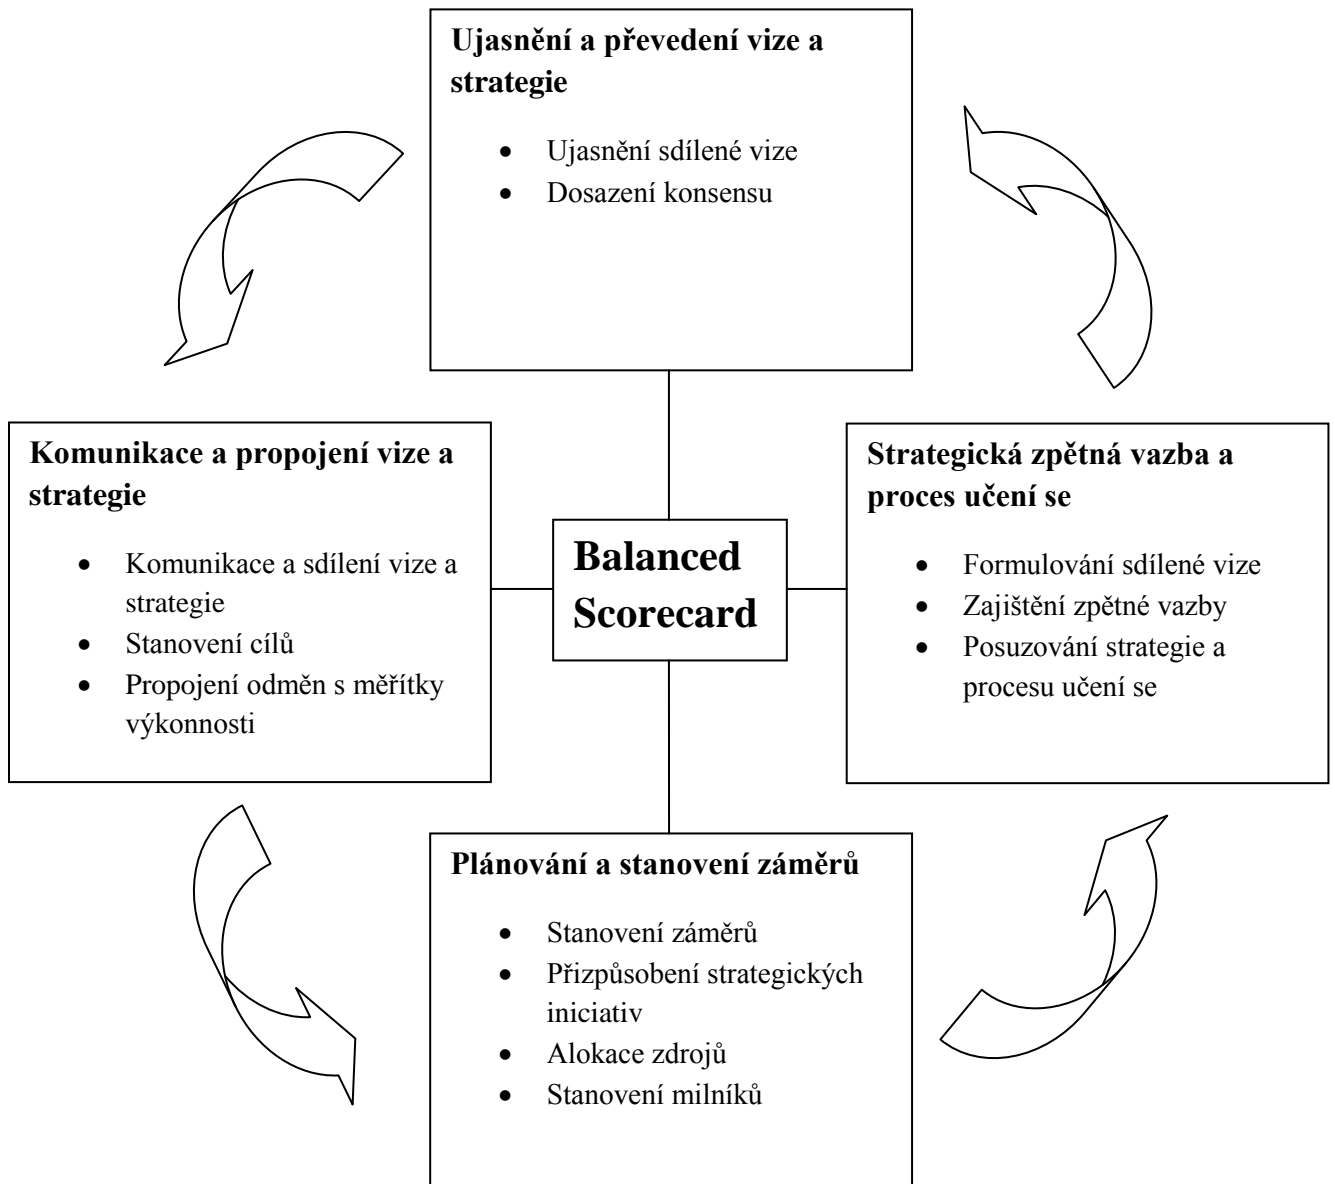 Ujasnění a převedení vize a
strategie
• Ujasnění sdílené vize
• Dosazení konsensu
Komunikace a propojení vize a
strategie
• Komunikace a sdílení vize a
strategie
• Stanovení cílů
• Propojení odměn s měřítky
výkonnosti
Balanced
Scorecard
Strategická zpětná vazba a
proces učení se
• Formulování sdílené vize
• Zajištění zpětné vazby
• Posuzování strategie a
procesu učení se
Plánování a stanovení záměrů
• Stanovení záměrů
• Přizpůsobení strategických
iniciativ
• Alokace zdrojů
• Stanovení milníků